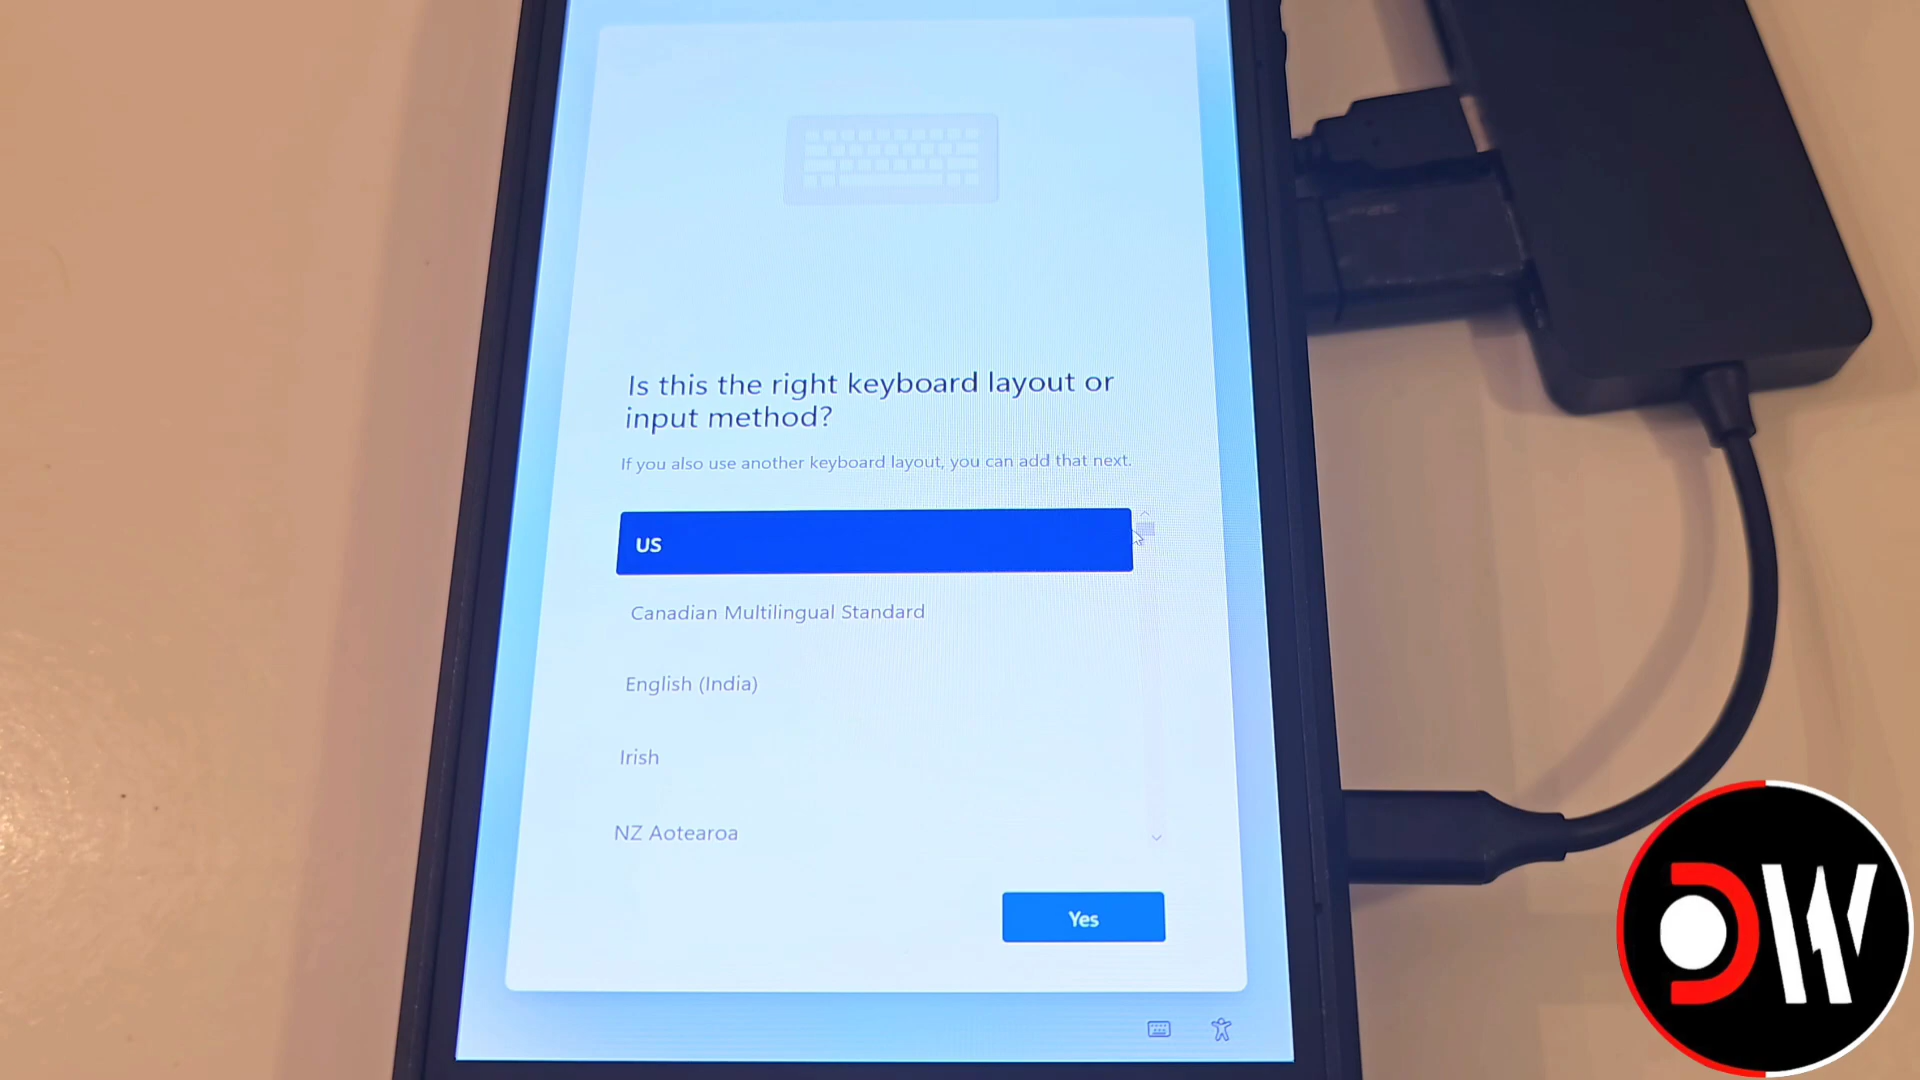 Is this the right keyboard layout or
input method?
If you also use another keyboard layout, you can add that next.
US
Canadian Multilingual Standard
English (India)
Irish
NZ Aotearoa
Yes
DW